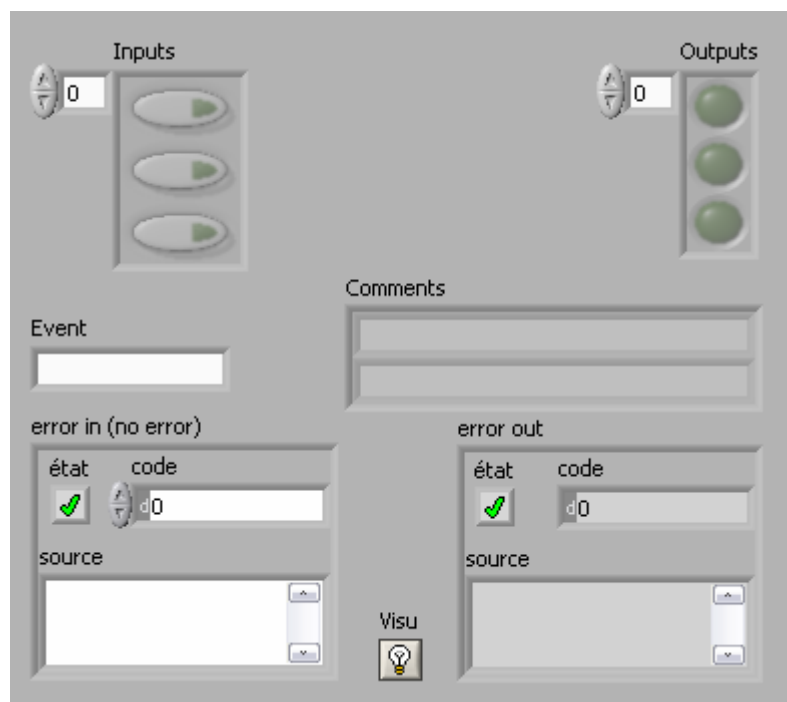 Inputs
Outputs
0
0
Comments
Event
error in (no error)
error out
état code
état code
d0
d0
source
source
Visu